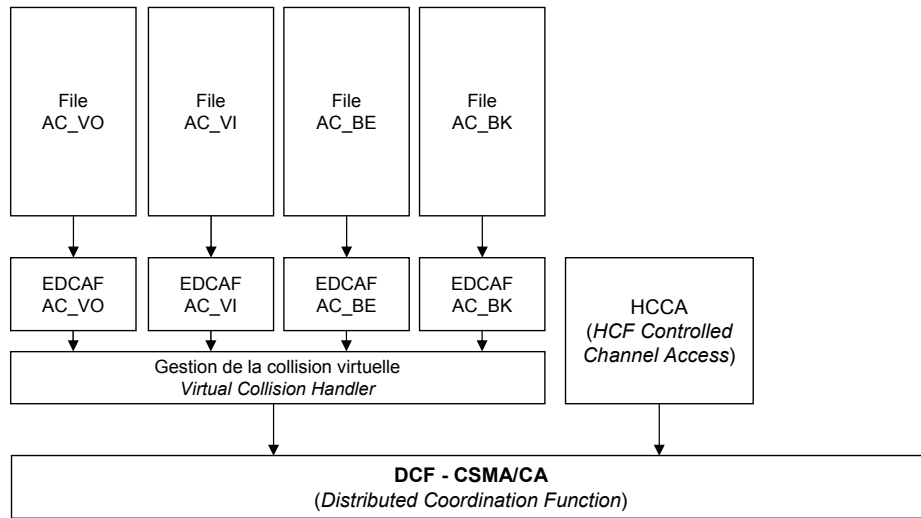 File
AC_VO
File
AC_VI
File
AC_BE
File
AC_BK
EDCAF
AC_VO
EDCAF
AC_VI
EDCAF
AC_BE
EDCAF
AC_BK
HCCA
(HCF Controlled
Channel Access)
Gestion de la collision virtuelle
Virtual Collision Handler
DCF - CSMA/CA
(Distributed Coordination Function)